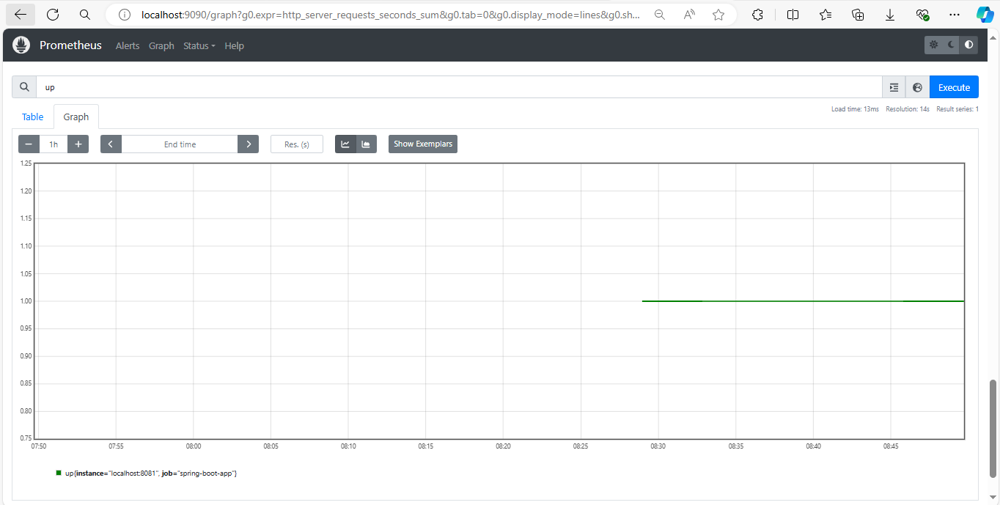 localhost:9090/graph?g0.expr=http_server_requests_seconds_sum&g0.tab=0&g0.display_mode=lines&g0.sh...
Prometheus Alerts Graph Status Help
up Execute
Load time: 13ms Resolution: 14s Result series: 1
Table Graph
1h End time Res. (s) Show Exemplars
1.25
1.20
1.15
1.10
1.05
1.00
0.95
0.90
0.85
0.80
0.75
07:50 07:55 08:00 08:05 08:10 08:15 08:20 08:25 08:30 08:35 08:40 08:45
up{instance="localhost:8081", job="spring-boot-app"}